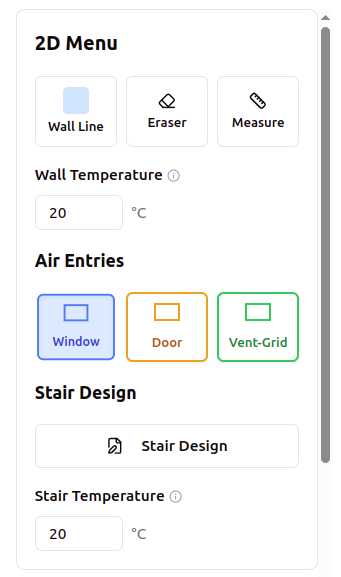 2D Menu
Wall Line
Eraser
Measure
Wall Temperature
20 °C
Air Entries
Window
Door
Vent-Grid
Stair Design
Stair Design
Stair Temperature
20 °C